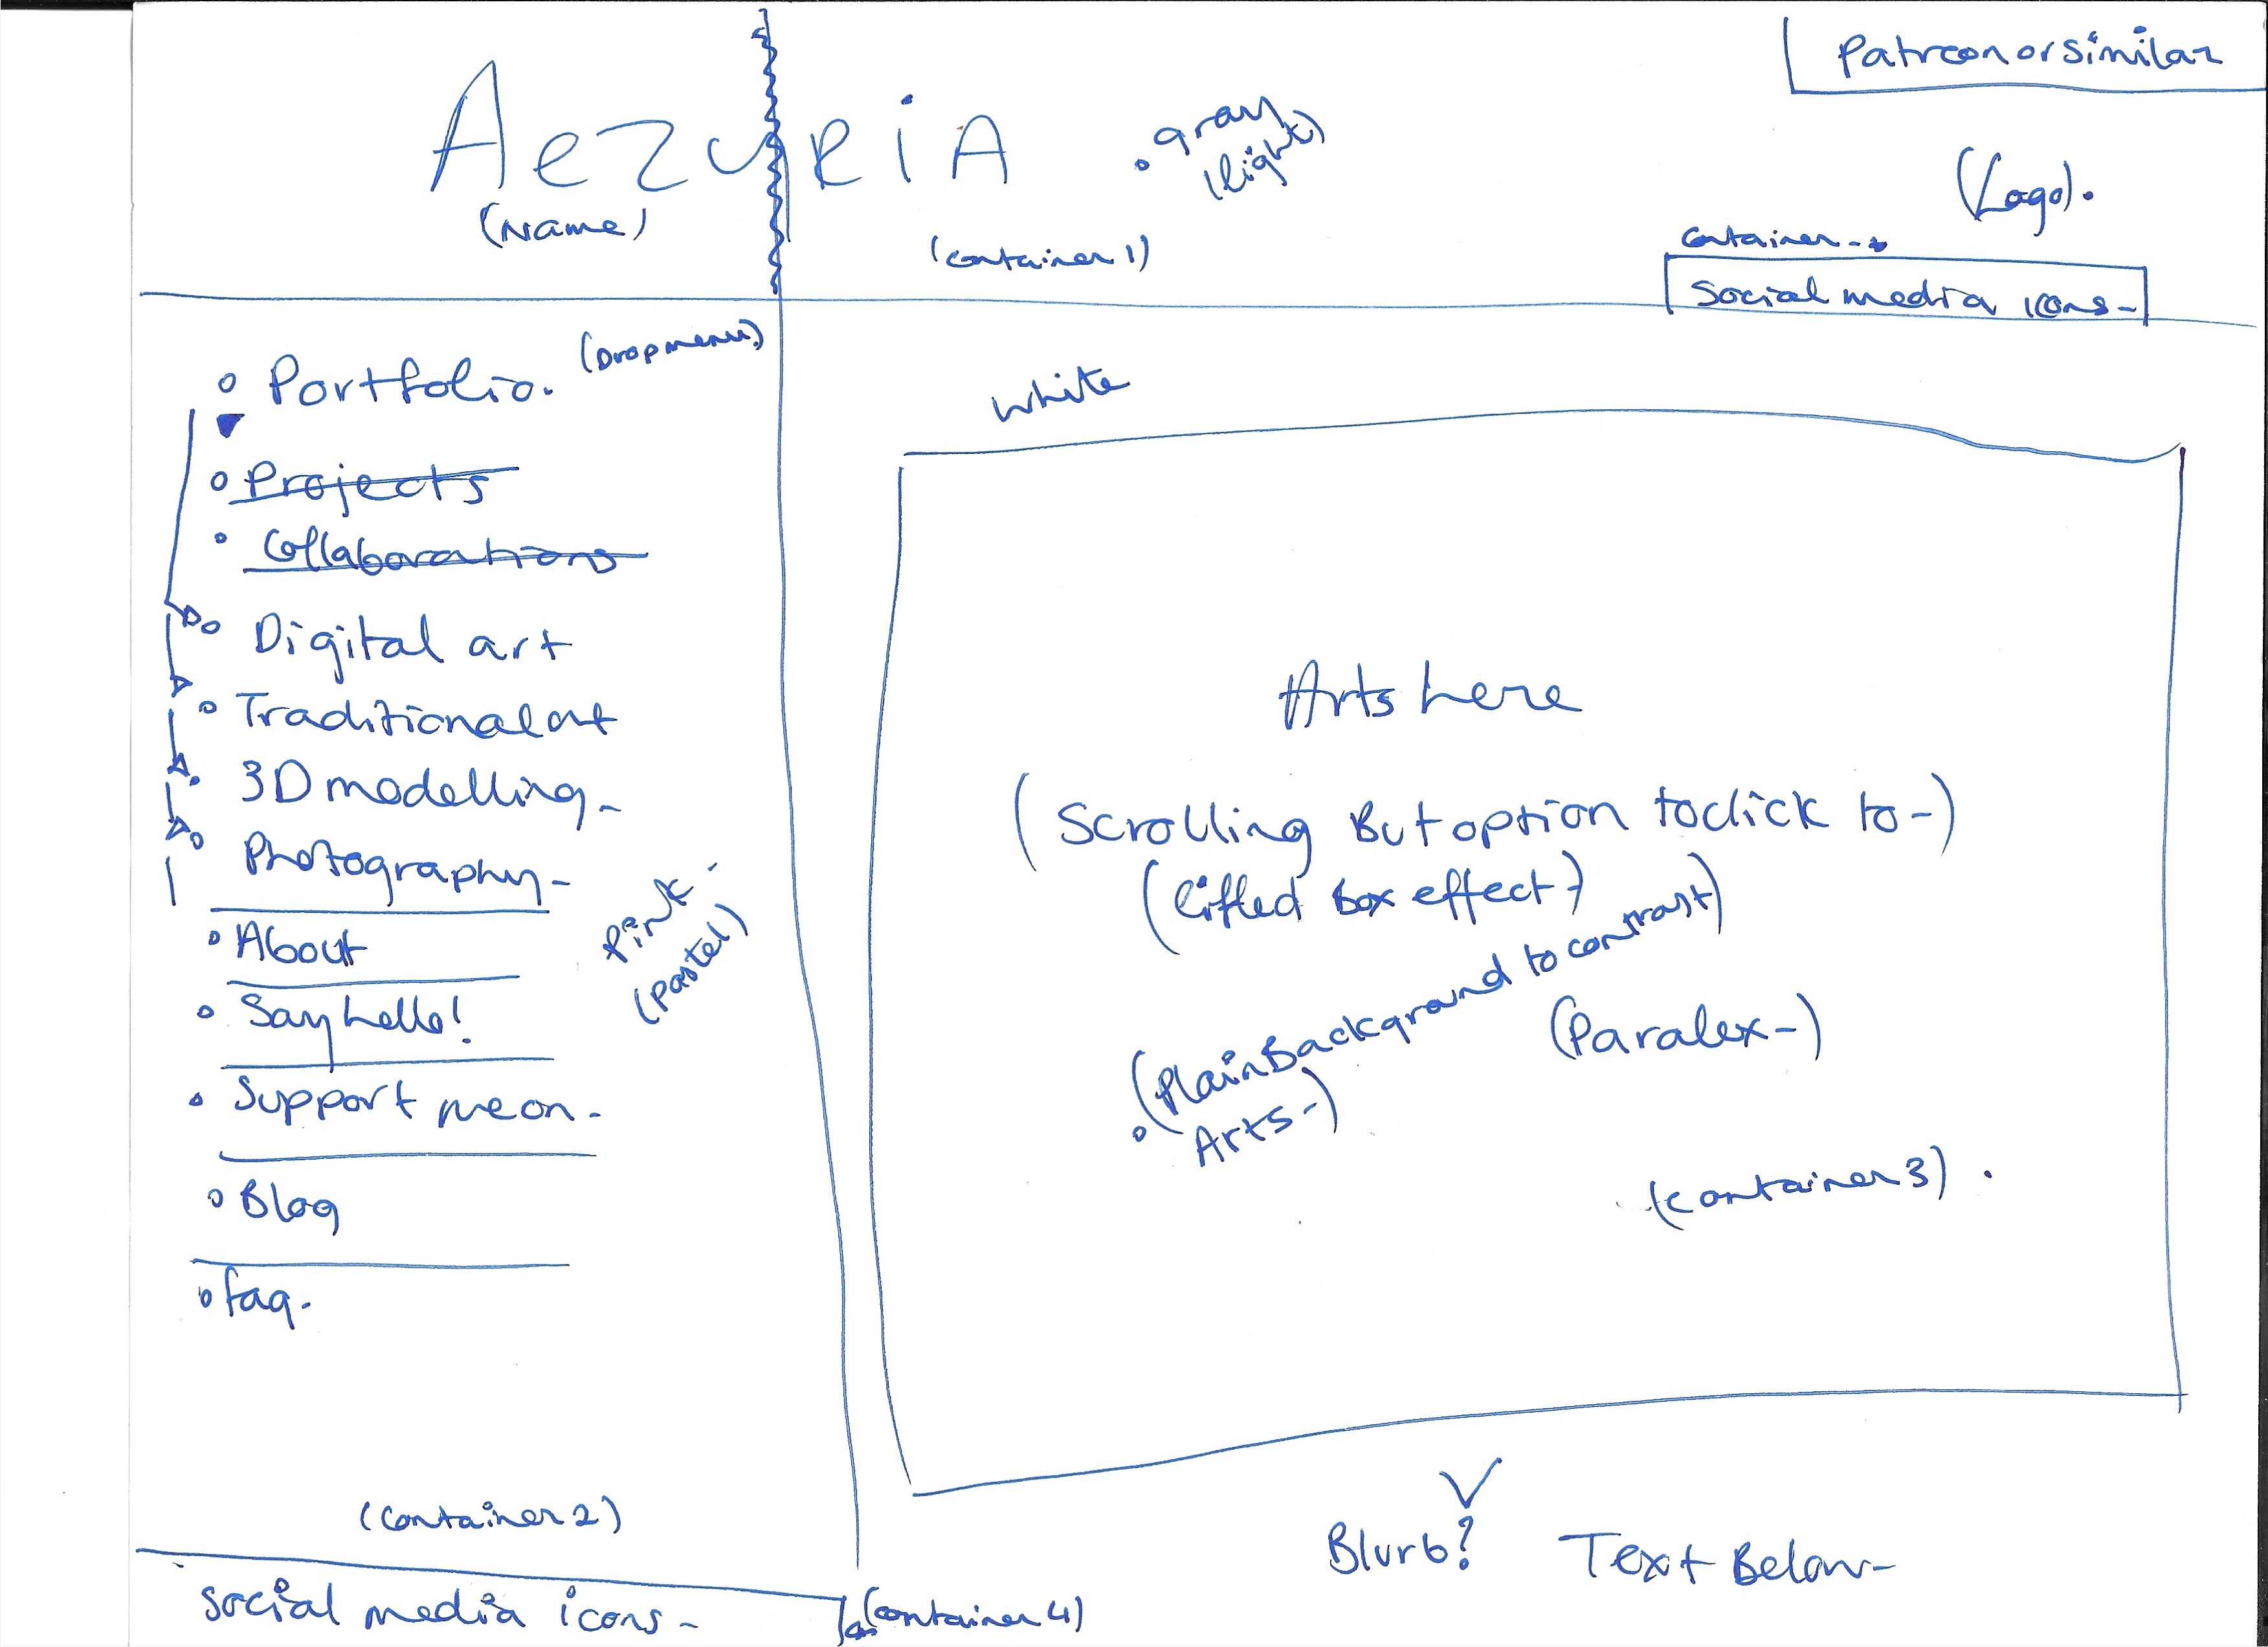 Patreon or similar
AezuRiA
(Name)
• gray
(light)
(Logo).
(container 1)
container -
social media icons -
Portfolio.
(Dropmenu)
Projects
Collaborations
Digital art
Traditional art
3D modelling -
Photography -
About
Say hello!
Support me on -
Blog
faq.
Pink -
(pastel)
(container 2)
social media icons -
(container 4)
white
Arts here
(Scrolling But option to click to -)
(lifted Box effect)
(Plain Background to contrast)
Arts -)
(Paralex -)
(container 3) .
Blurb?
Text Below -